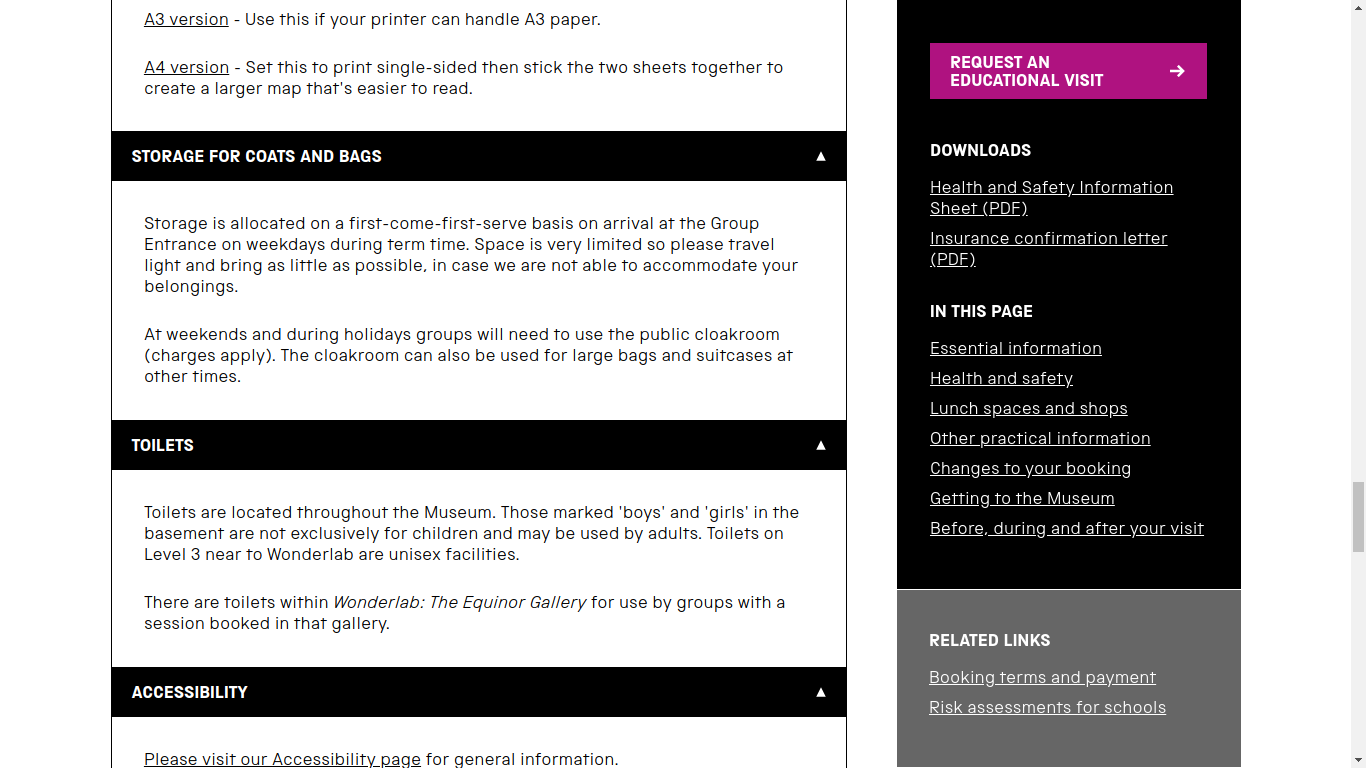 A3 version - Use this if your printer can handle A3 paper.
A4 version - Set this to print single-sided then stick the two sheets together to
create a larger map that's easier to read.
STORAGE FOR COATS AND BAGS
Storage is allocated on a first-come-first-serve basis on arrival at the Group
Entrance on weekdays during term time. Space is very limited so please travel
light and bring as little as possible, in case we are not able to accommodate your
belongings.
At weekends and during holidays groups will need to use the public cloakroom
(charges apply). The cloakroom can also be used for large bags and suitcases at
other times.
TOILETS
Toilets are located throughout the Museum. Those marked 'boys' and 'girls' in the
basement are not exclusively for children and may be used by adults. Toilets on
Level 3 near to Wonderlab are unisex facilities.
There are toilets within Wonderlab: The Equinor Gallery for use by groups with a
session booked in that gallery.
ACCESSIBILITY
Please visit our Accessibility page for general information.
REQUEST AN
EDUCATIONAL VISIT
DOWNLOADS
Health and Safety Information
Sheet (PDF)
Insurance confirmation letter
(PDF)
IN THIS PAGE
Essential information
Health and safety
Lunch spaces and shops
Other practical information
Changes to your booking
Getting to the Museum
Before, during and after your visit
RELATED LINKS
Booking terms and payment
Risk assessments for schools